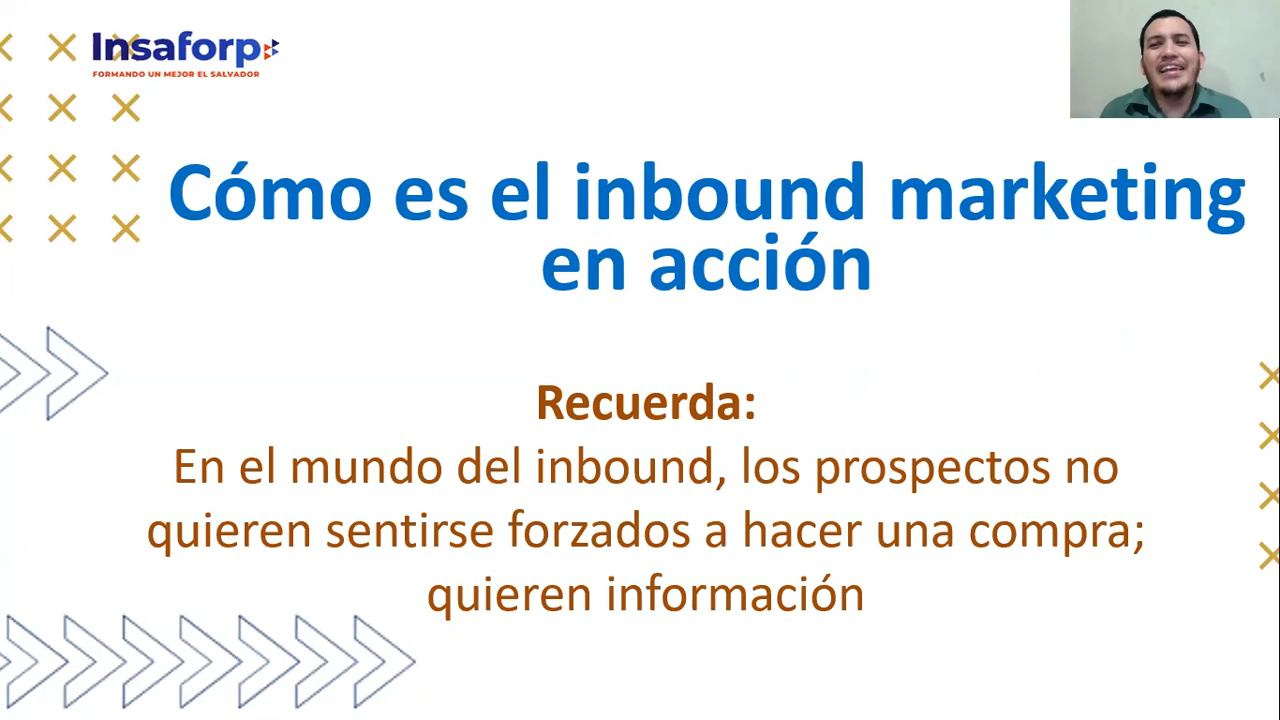 Insaforp
FORMANDO UN MEJOR EL SALVADOR
Cómo es el inbound marketing
en acción
Recuerda:
En el mundo del inbound, los prospectos no
quieren sentirse forzados a hacer una compra;
quieren información